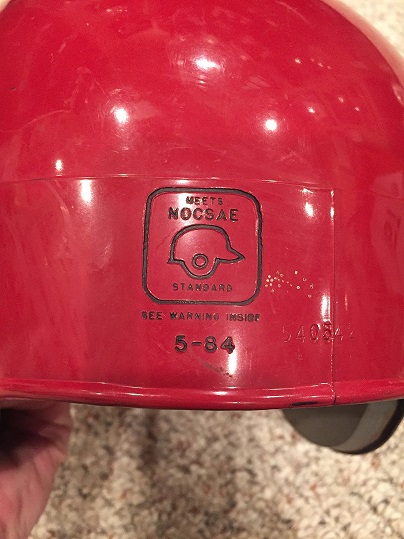 MEETS
NOCSAE
STANDARD
SEE WARNING INSIDE
5-84